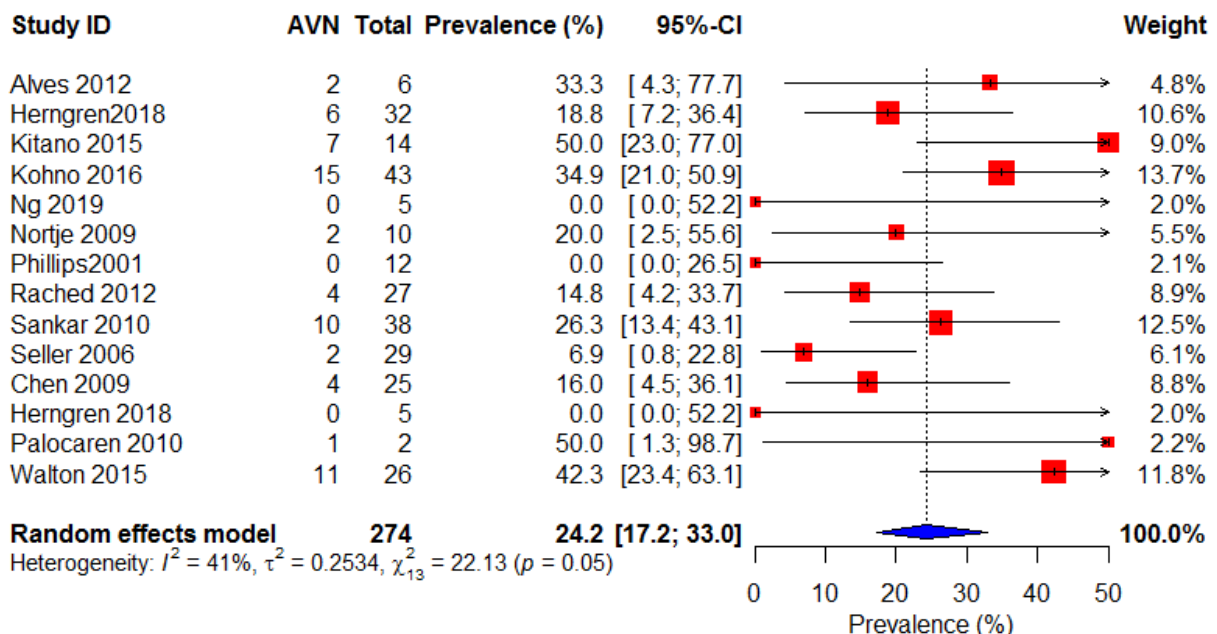 Study ID AVN Total Prevalence (%) 95%-CI Weight
Alves 2012 2 6 33.3 [ 4.3; 77.7] 4.8%
Herngren2018 6 32 18.8 [ 7.2; 36.4] 10.6%
Kitano 2015 7 14 50.0 [23.0; 77.0] 9.0%
Kohno 2016 15 43 34.9 [21.0; 50.9] 13.7%
Ng 2019 0 5 0.0 [ 0.0; 52.2] 2.0%
Nortje 2009 2 10 20.0 [ 2.5; 55.6] 5.5%
Phillips2001 0 12 0.0 [ 0.0; 26.5] 2.1%
Rached 2012 4 27 14.8 [ 4.2; 33.7] 8.9%
Sankar 2010 10 38 26.3 [13.4; 43.1] 12.5%
Seller 2006 2 29 6.9 [ 0.8; 22.8] 6.1%
Chen 2009 4 25 16.0 [ 4.5; 36.1] 8.8%
Herngren 2018 0 5 0.0 [ 0.0; 52.2] 2.0%
Palocaren 2010 1 2 50.0 [ 1.3; 98.7] 2.2%
Walton 2015 11 26 42.3 [23.4; 63.1] 11.8%
Random effects model 274 24.2 [17.2; 33.0] 100.0%
Heterogeneity: I² = 41%, τ² = 0.2534, χ²₁₃ = 22.13 (p = 0.05)
0 10 20 30 40 50
Prevalence (%)